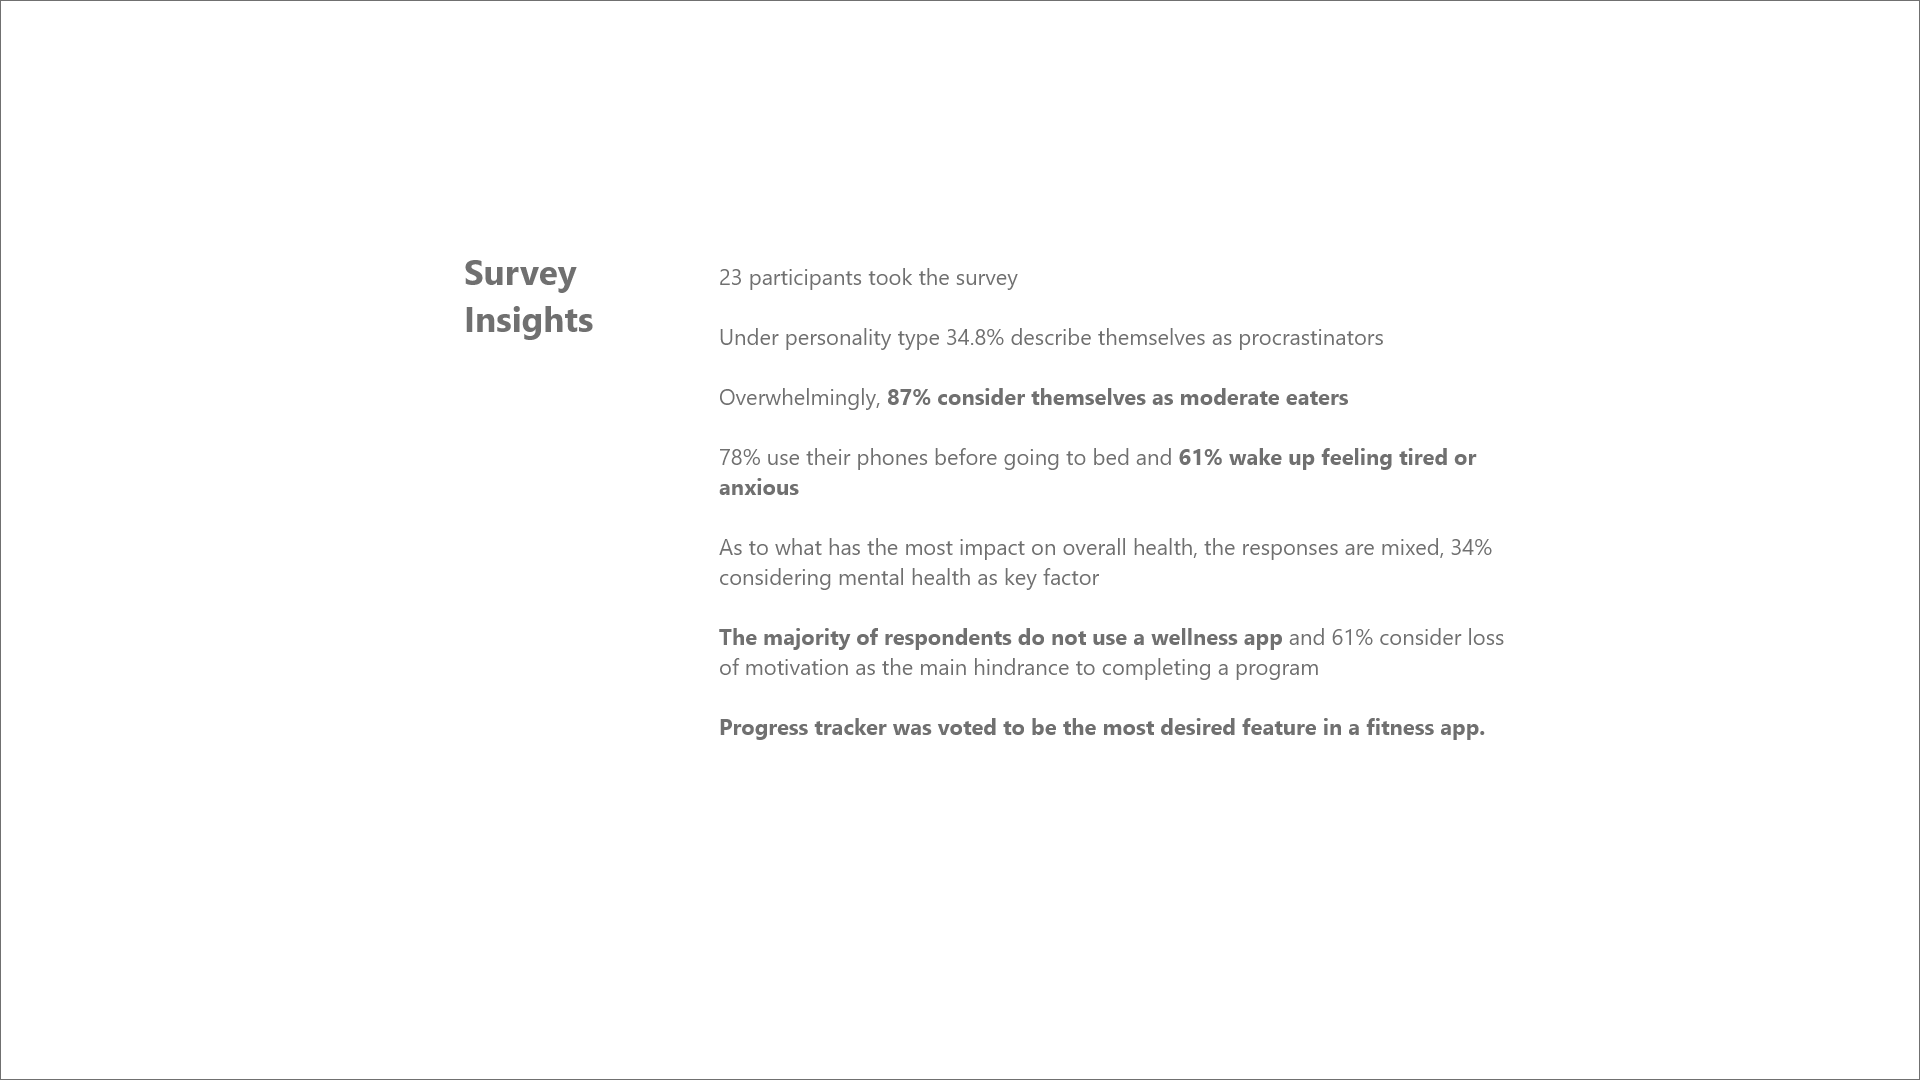 Survey
Insights
23 participants took the survey
Under personality type 34.8% describe themselves as procrastinators
Overwhelmingly, 87% consider themselves as moderate eaters
78% use their phones before going to bed and 61% wake up feeling tired or
anxious
As to what has the most impact on overall health, the responses are mixed, 34%
considering mental health as key factor
The majority of respondents do not use a wellness app and 61% consider loss
of motivation as the main hindrance to completing a program
Progress tracker was voted to be the most desired feature in a fitness app.